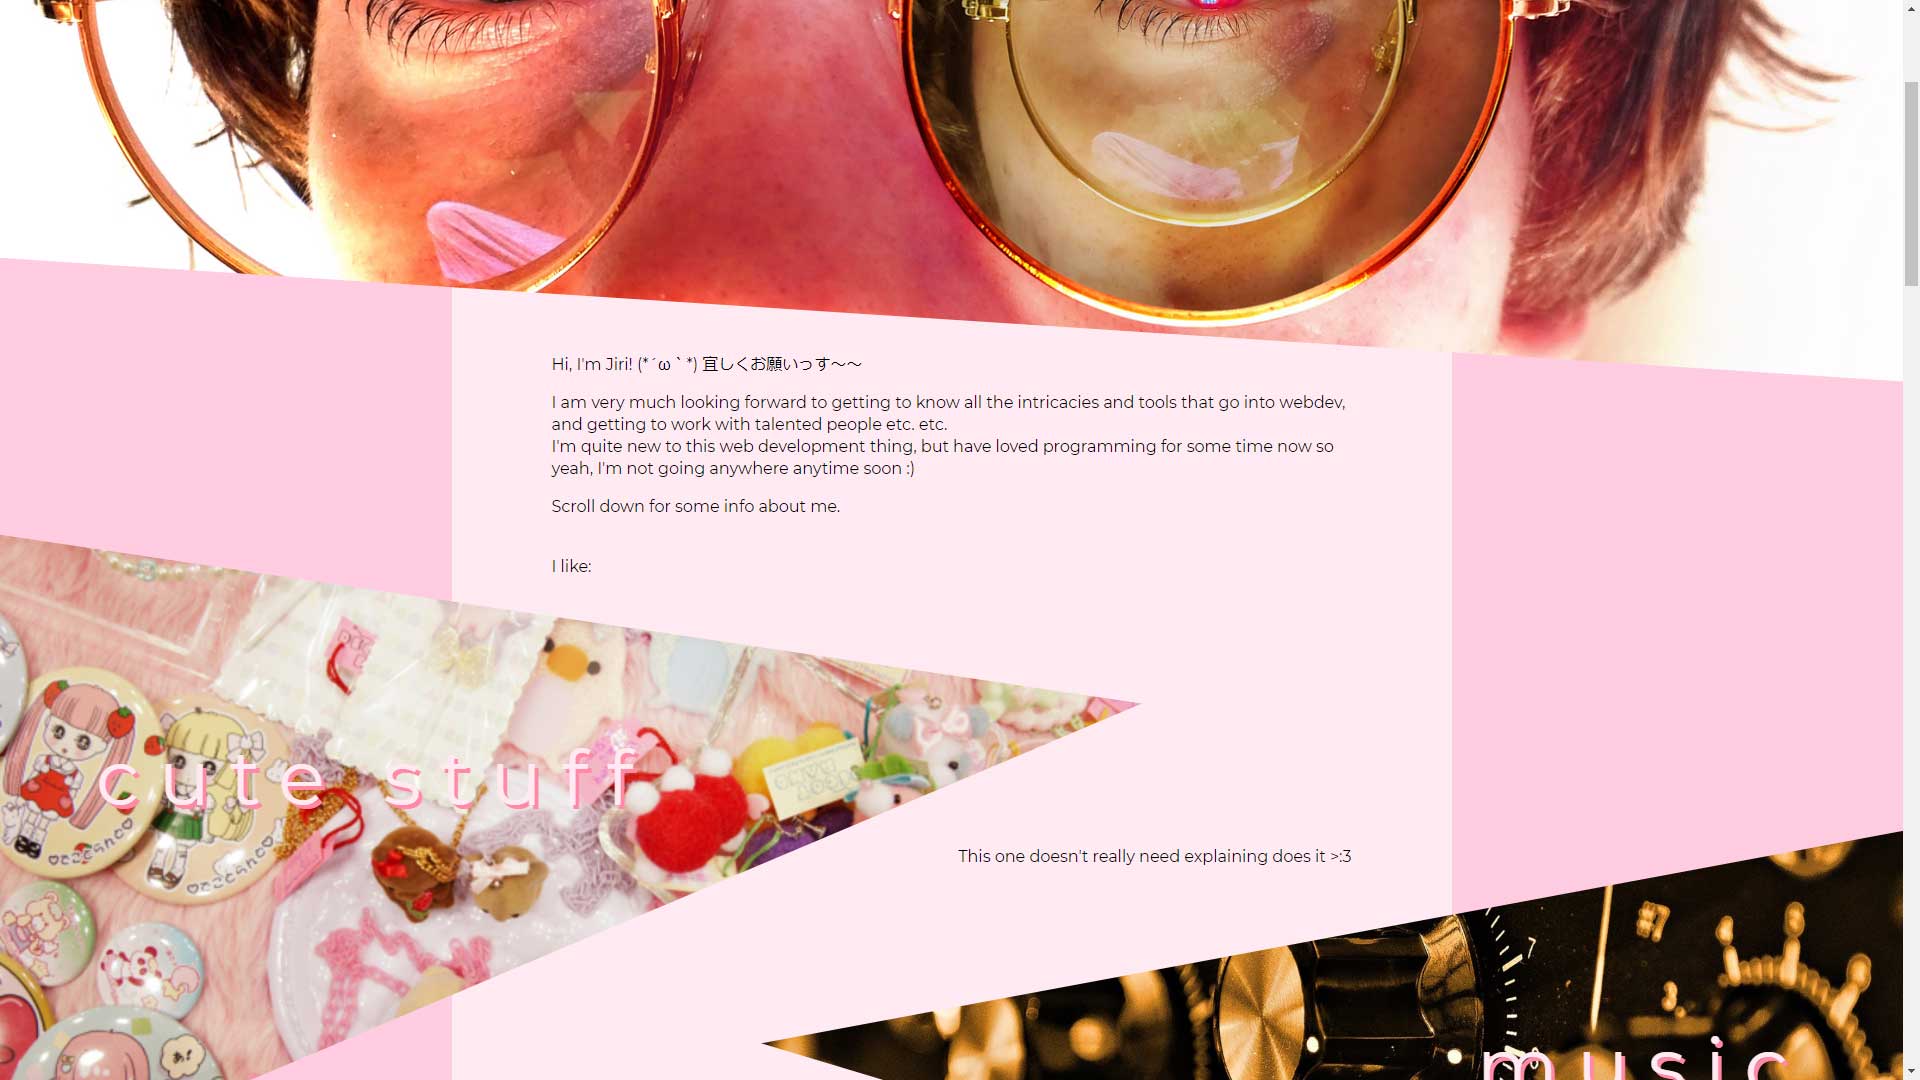 Hi, I'm Jiri! (*´ω｀*) 宜しくお願いっす～～
I am very much looking forward to getting to know all the intricacies and tools that go into webdev,
and getting to work with talented people etc. etc.
I'm quite new to this web development thing, but have loved programming for some time now so
yeah, I'm not going anywhere anytime soon :)
Scroll down for some info about me.
I like:
cute stuff
This one doesn't really need explaining does it >:3
music